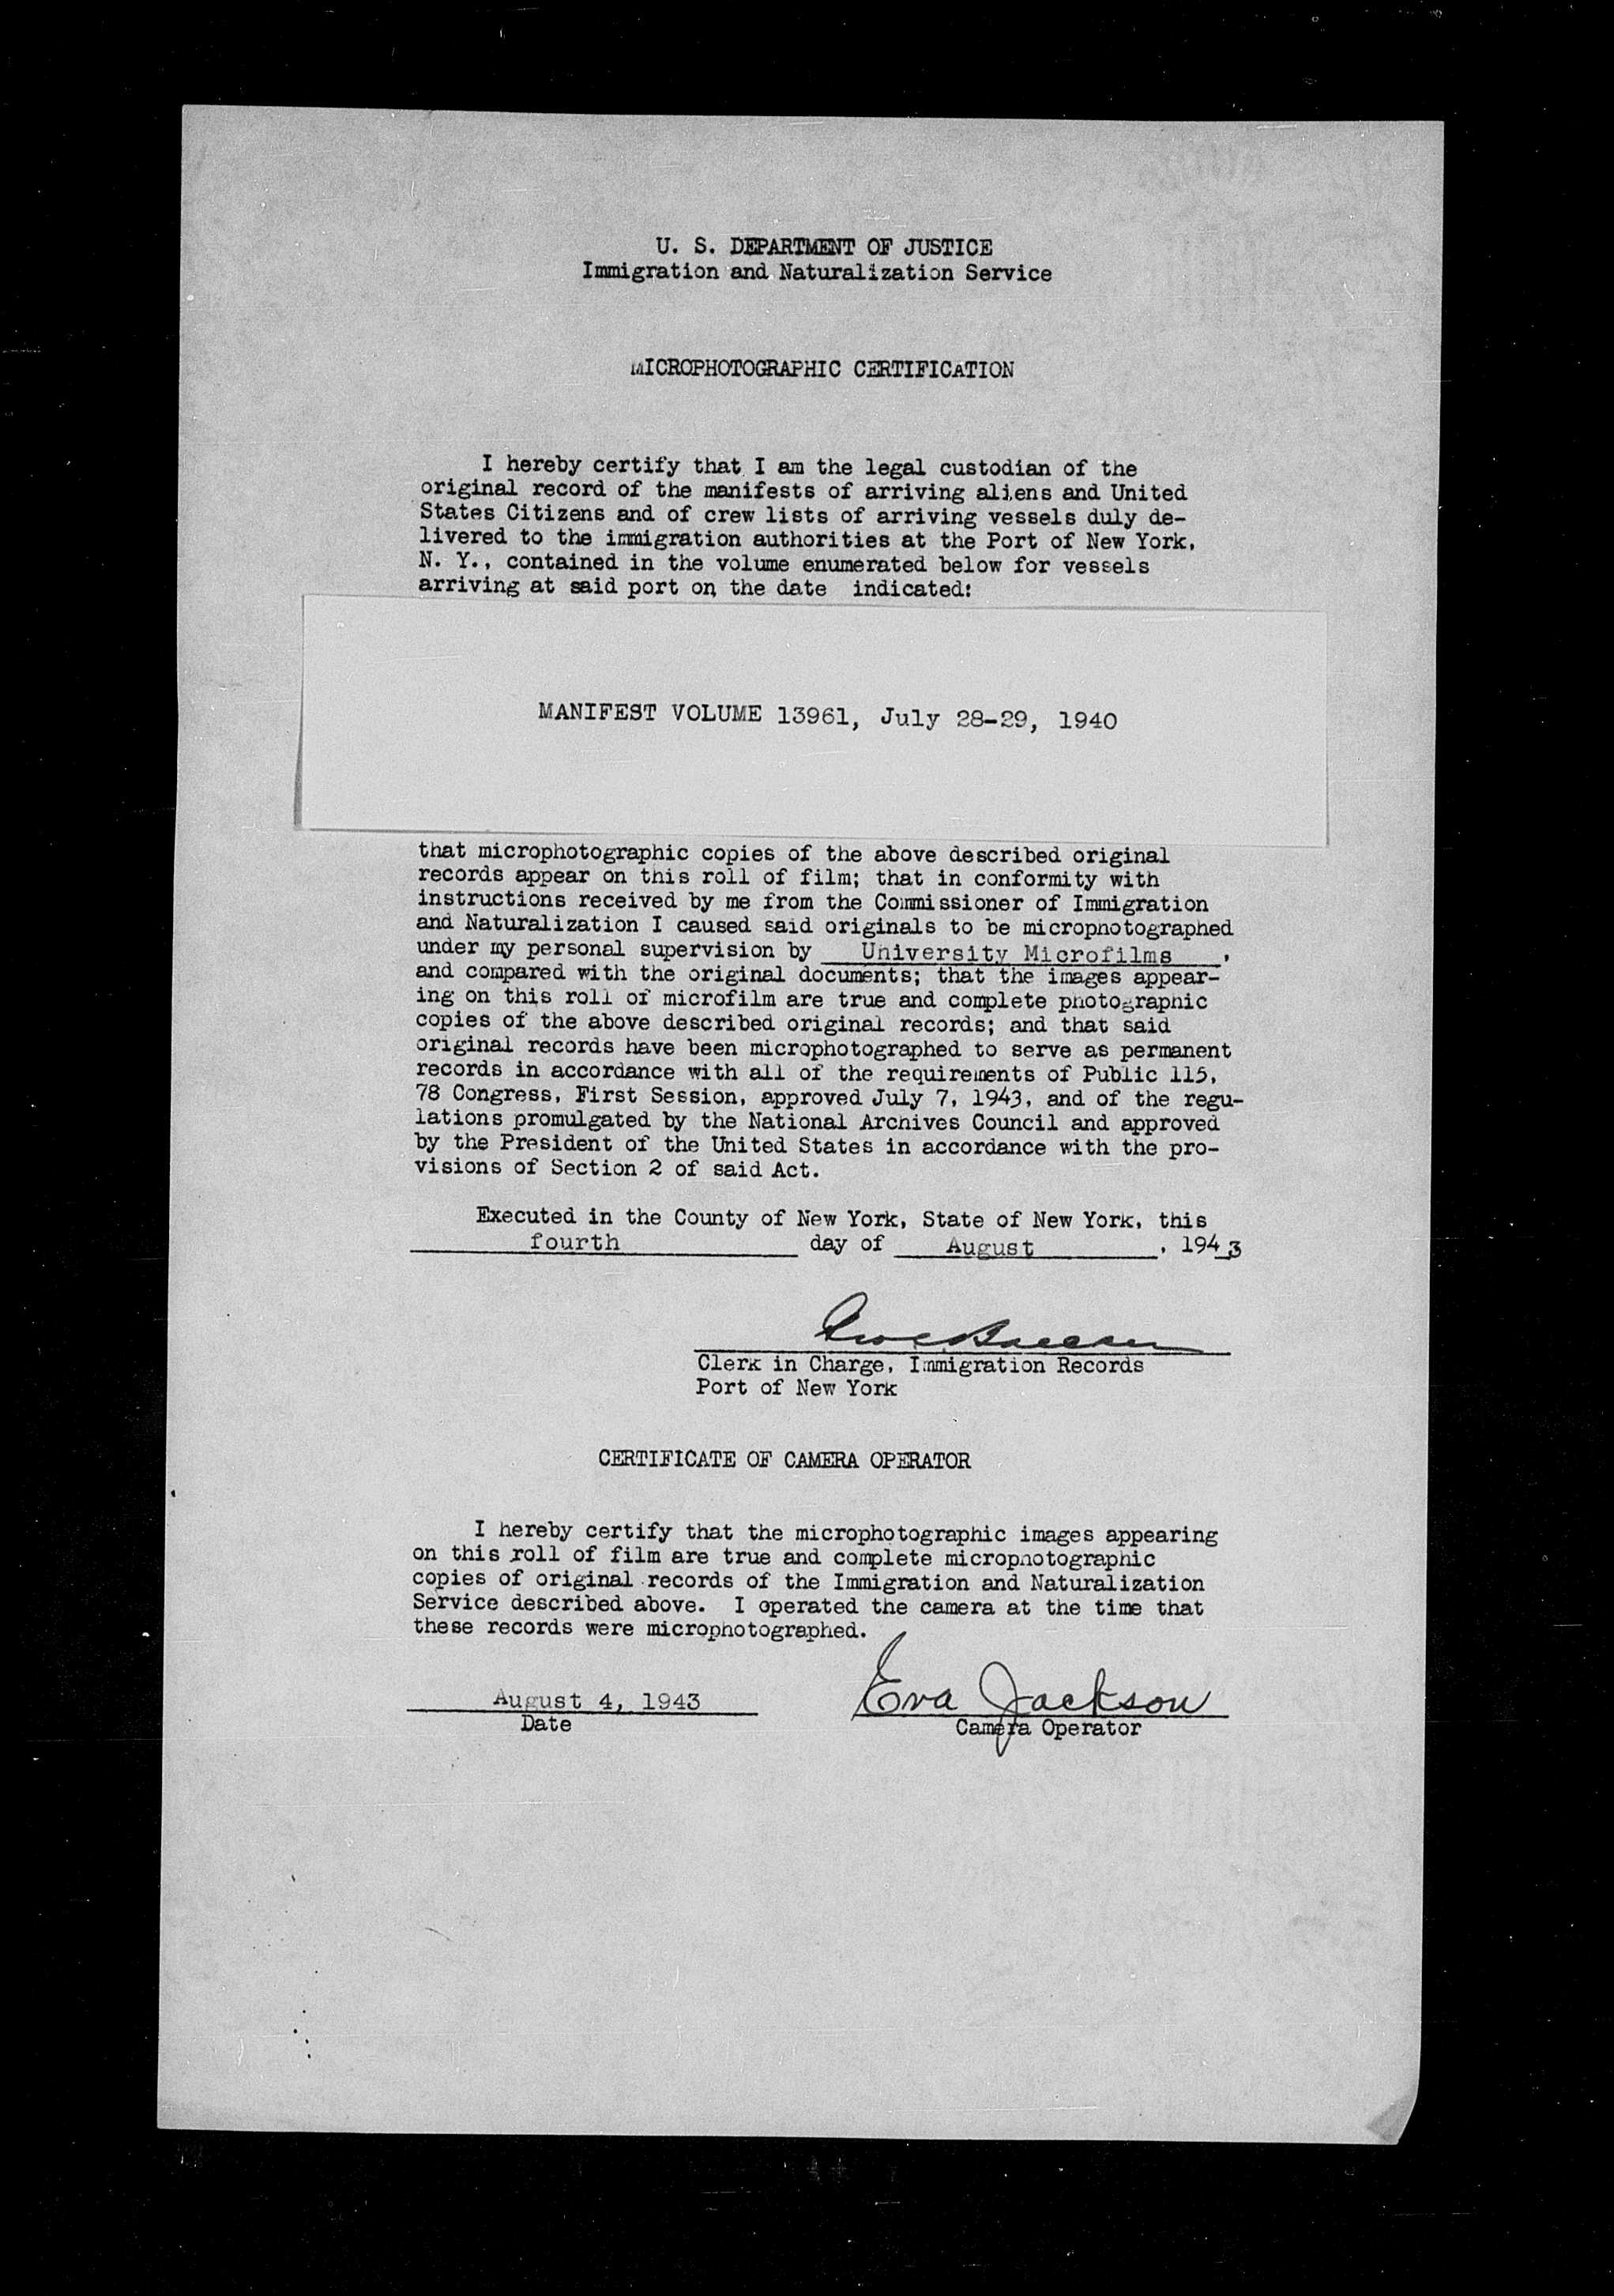 U. S. DEPARTMENT OF JUSTICE
Immigration and Naturalization Service
MICROPHOTOGRAPHIC CERTIFICATION
I hereby certify that I am the legal custodian of the
original record of the manifests of arriving aliens and United
States Citizens and of crew lists of arriving vessels duly de-
livered to the immigration authorities at the Port of New York,
N. Y., contained in the volume enumerated below for vessels
arriving at said port on the date indicated:
MANIFEST VOLUME 13961, July 28-29, 1940
that microphotographic copies of the above described original
records appear on this roll of film; that in conformity with
instructions received by me from the Commissioner of Immigration
and Naturalization I caused said originals to be microphotographed
under my personal supervision by University Microfilms,
and compared with the original documents; that the images appear-
ing on this roll of microfilm are true and complete photographic
copies of the above described original records; and that said
original records have been microphotographed to serve as permanent
records in accordance with all of the requirements of Public 115,
78 Congress, First Session, approved July 7, 1943, and of the regu-
lations promulgated by the National Archives Council and approved
by the President of the United States in accordance with the pro-
visions of Section 2 of said Act.
Executed in the County of New York, State of New York, this
fourth day of August, 1943
Clerk in Charge, Immigration Records
Port of New York
CERTIFICATE OF CAMERA OPERATOR
I hereby certify that the microphotographic images appearing
on this roll of film are true and complete microphotographic
copies of original records of the Immigration and Naturalization
Service described above. I operated the camera at the time that
these records were microphotographed.
August 4, 1943 Eva Jackson
Date Camera Operator